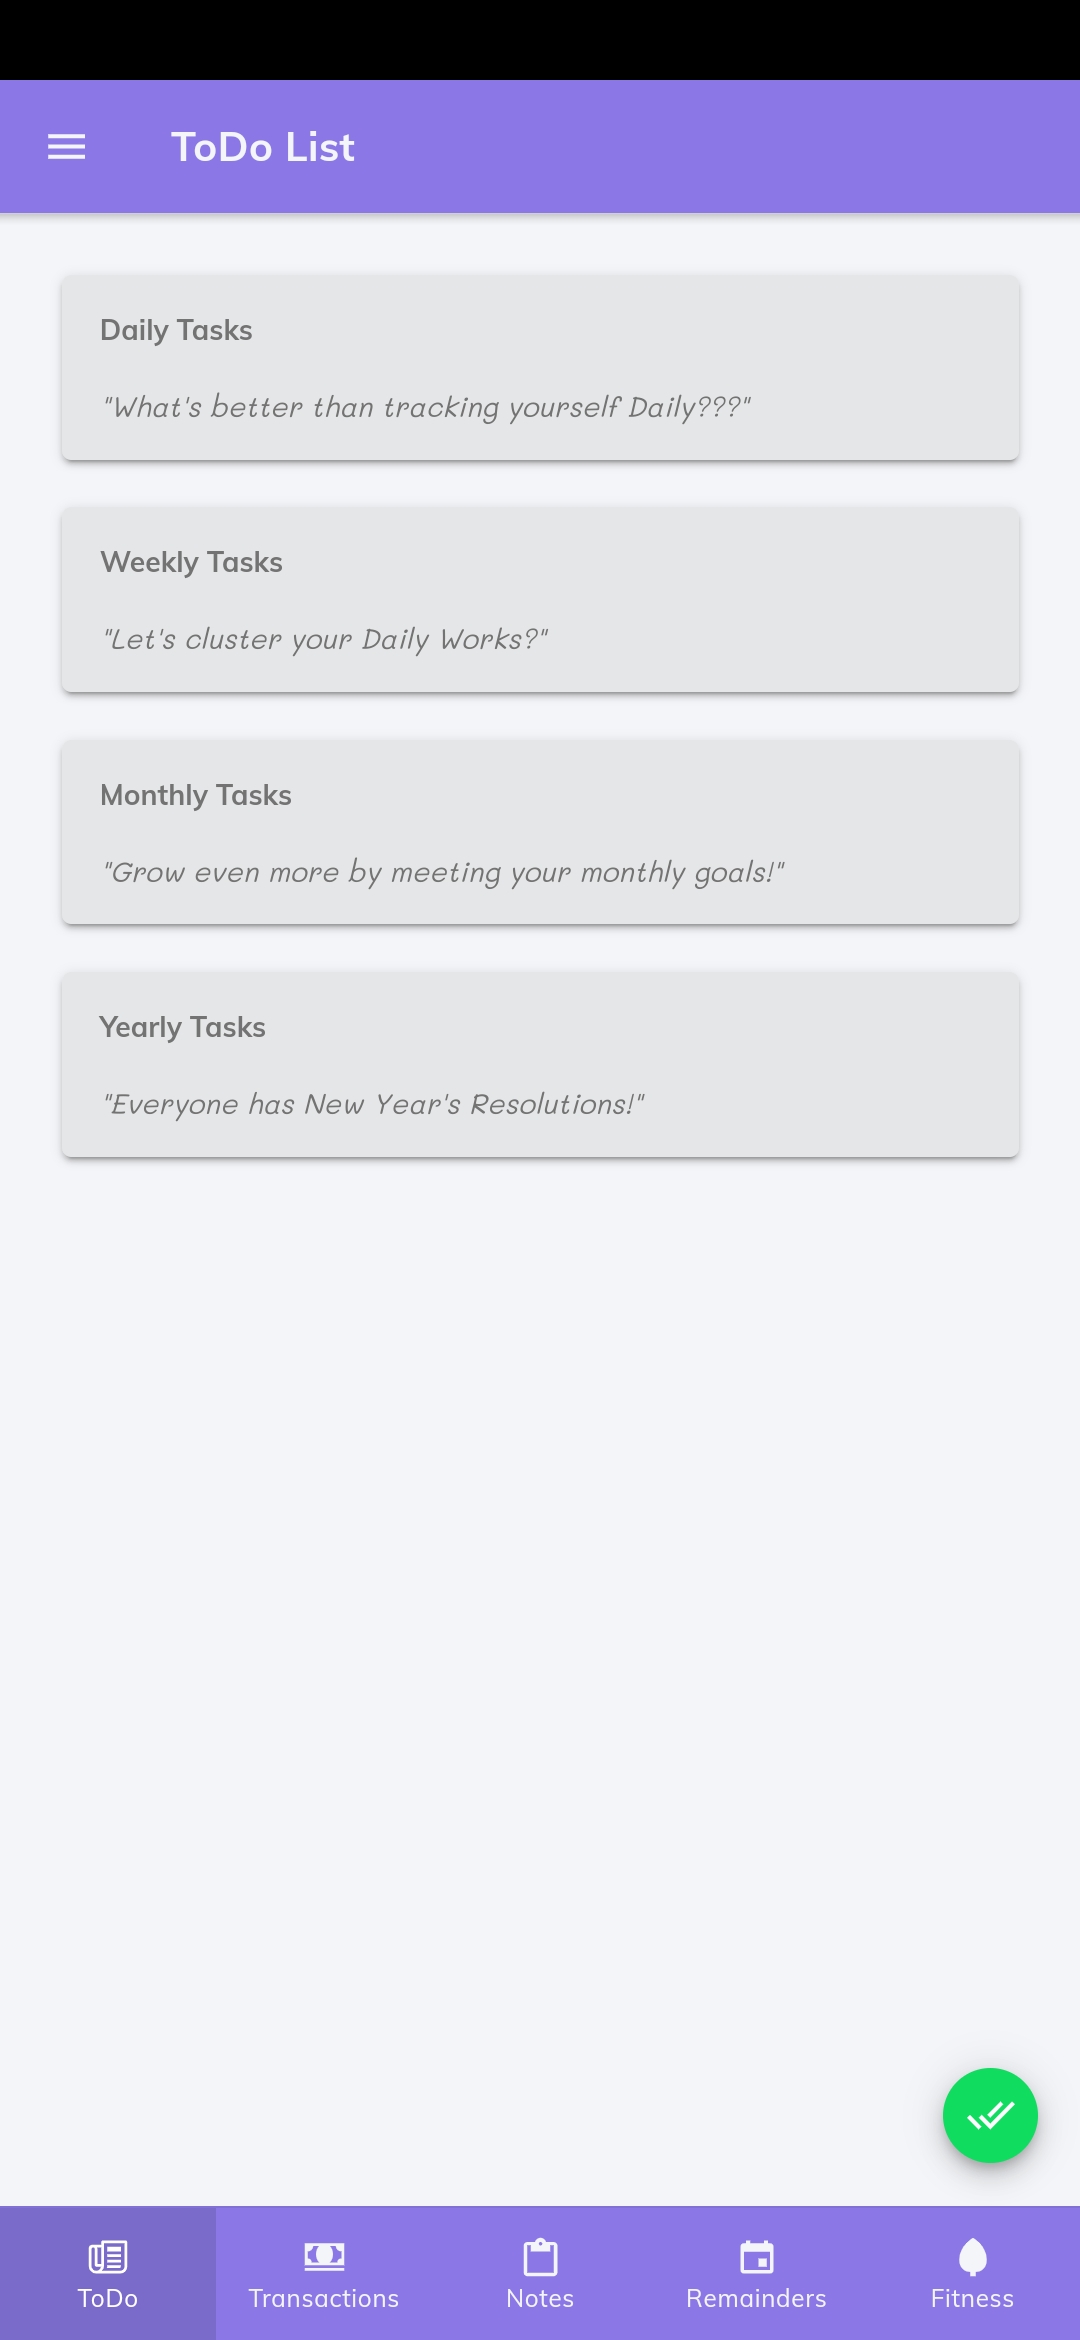 ToDo List
Daily Tasks
"What's better than tracking yourself Daily???"
Weekly Tasks
"Let's cluster your Daily Works?"
Monthly Tasks
"Grow even more by meeting your monthly goals!"
Yearly Tasks
"Everyone has New Year's Resolutions!"
ToDo Transactions Notes Remainders Fitness